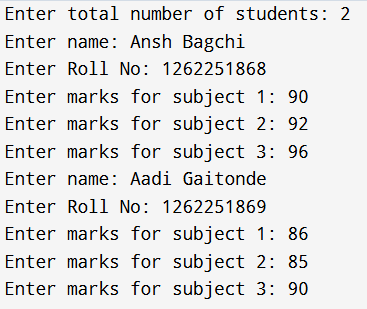 Enter total number of students: 2
Enter name: Ansh Bagchi
Enter Roll No: 1262251868
Enter marks for subject 1: 90
Enter marks for subject 2: 92
Enter marks for subject 3: 96
Enter name: Aadi Gaitonde
Enter Roll No: 1262251869
Enter marks for subject 1: 86
Enter marks for subject 2: 85
Enter marks for subject 3: 90